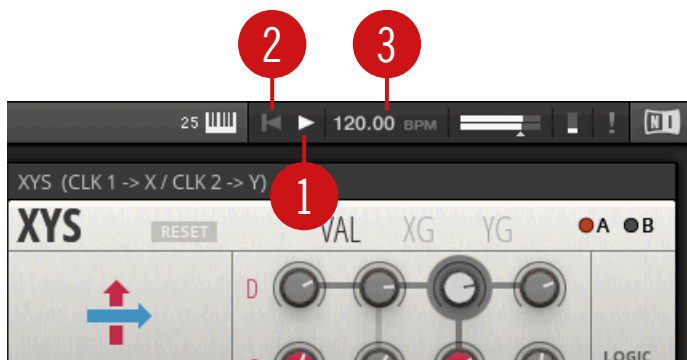 2 3
25 120.00 BPM ! NI
XYS (CLK 1 -> X / CLK 2 -> Y)
1
XYS RESET VAL XG YG A B
D
LOGIC